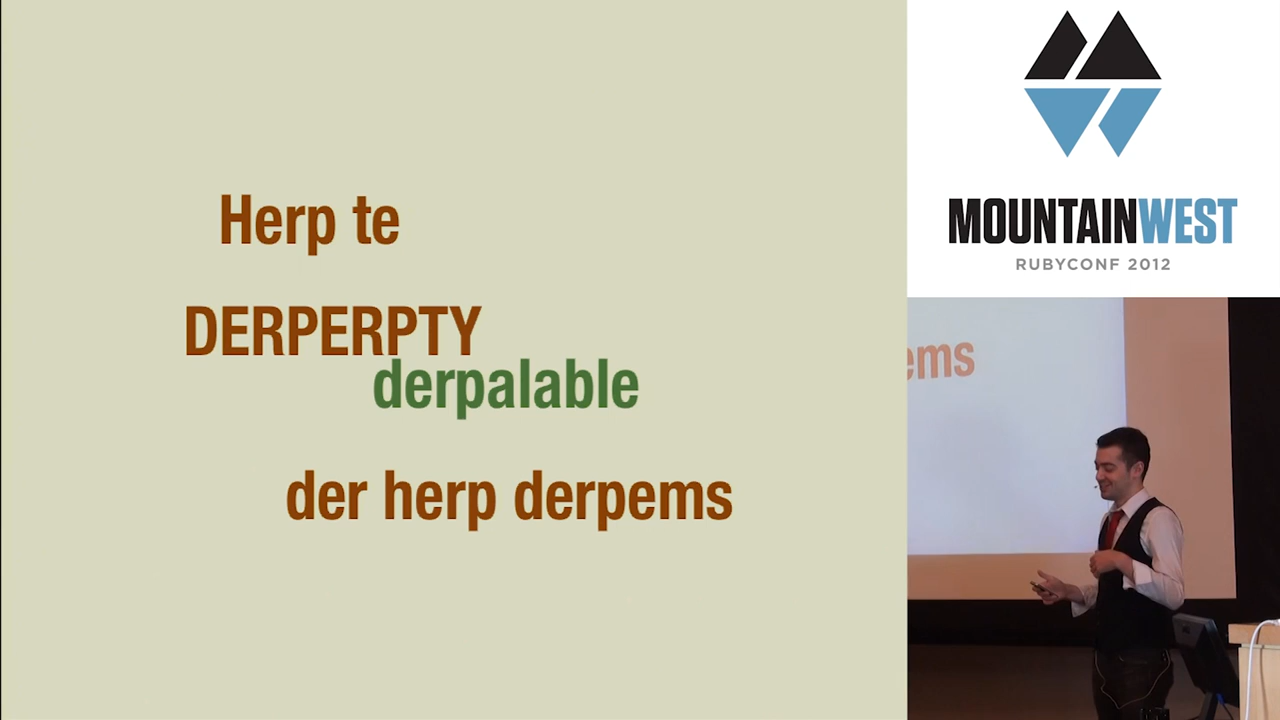 Herp te
DERPERPTY
derpalable
der herp derpems
MOUNTAINWEST
RUBYCONF 2012
ems